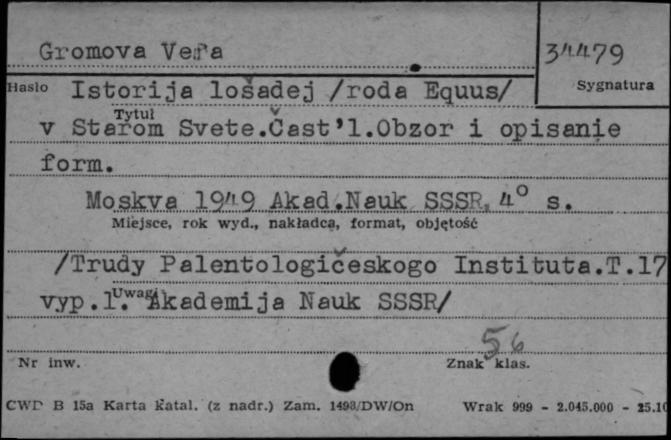 Gromova Vera
34479
Hasło
Sygnatura
Istorija lošadej /roda Equus/
Tytuł
v Starom Svete.Čast'1.Obzor i opisanie
form.
Moskva 1949 Akad.Nauk SSSR, 4° s.
Miejsce, rok wyd., nakładca, format, objętość
/Trudy Palentologičeskogo Instituta.T.17
Uwagi
vyp.1. Akademija Nauk SSSR/
56
Nr inw.
Znak klas.
CWD B 15a Karta katal. (z nadr.) Zam. 1493/DW/On
Wrak 999 - 2.045.000 - 25.10